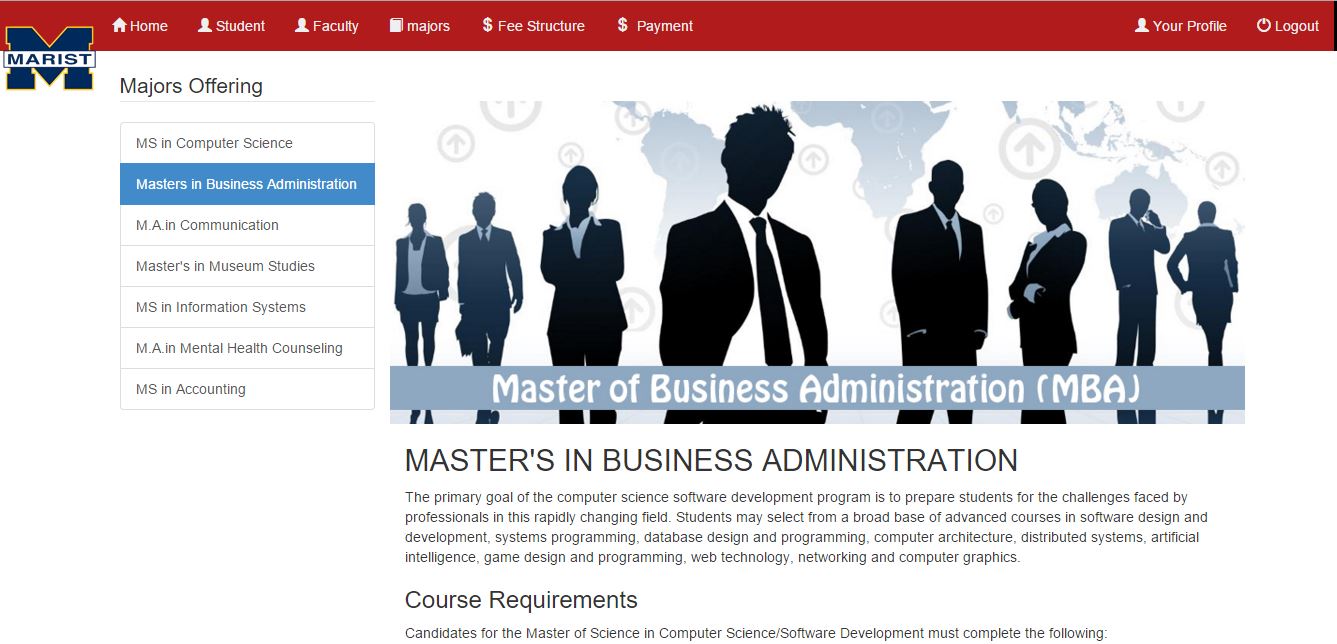 Home Student Faculty majors $ Fee Structure $ Payment Your Profile Logout
MARIST
Majors Offering
MS in Computer Science
Masters in Business Administration
M.A.in Communication
Master's in Museum Studies
MS in Information Systems
M.A.in Mental Health Counseling
MS in Accounting
Master of Business Administration (MBA)
MASTER'S IN BUSINESS ADMINISTRATION
The primary goal of the computer science software development program is to prepare students for the challenges faced by
professionals in this rapidly changing field. Students may select from a broad base of advanced courses in software design and
development, systems programming, database design and programming, computer architecture, distributed systems, artificial
intelligence, game design and programming, web technology, networking and computer graphics.
Course Requirements
Candidates for the Master of Science in Computer Science/Software Development must complete the following: